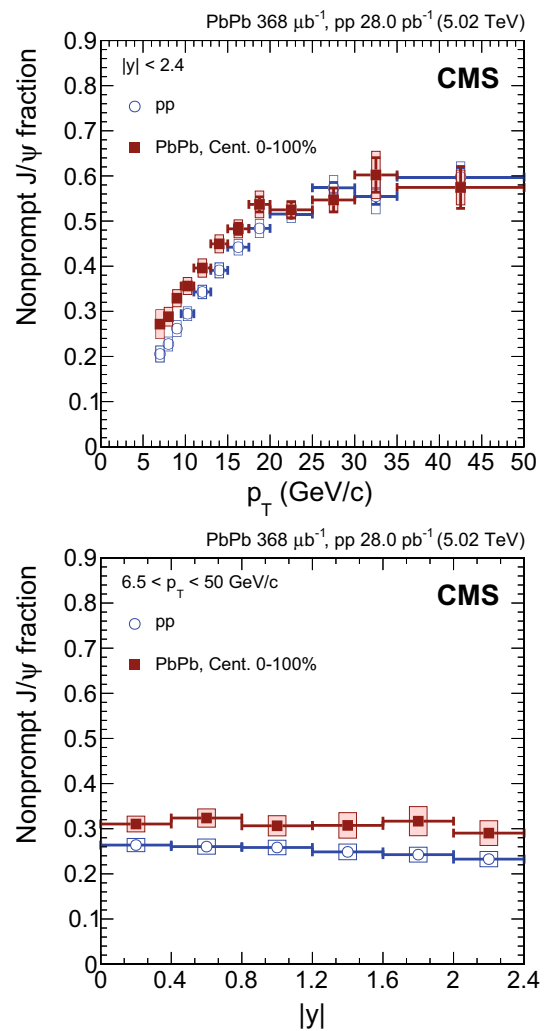 PbPb 368 μb⁻¹, pp 28.0 pb⁻¹ (5.02 TeV)
0.9
|y| < 2.4
CMS
0.8
pp
0.7
PbPb, Cent. 0-100%
0.6
0.5
0.4
0.3
0.2
0.1
0
Nonprompt J/ψ fraction
0 5 10 15 20 25 30 35 40 45 50
p_T (GeV/c)
PbPb 368 μb⁻¹, pp 28.0 pb⁻¹ (5.02 TeV)
0.9
6.5 < p_T < 50 GeV/c
CMS
0.8
pp
0.7
PbPb, Cent. 0-100%
0.6
0.5
0.4
0.3
0.2
0.1
0
Nonprompt J/ψ fraction
0 0.4 0.8 1.2 1.6 2 2.4
|y|